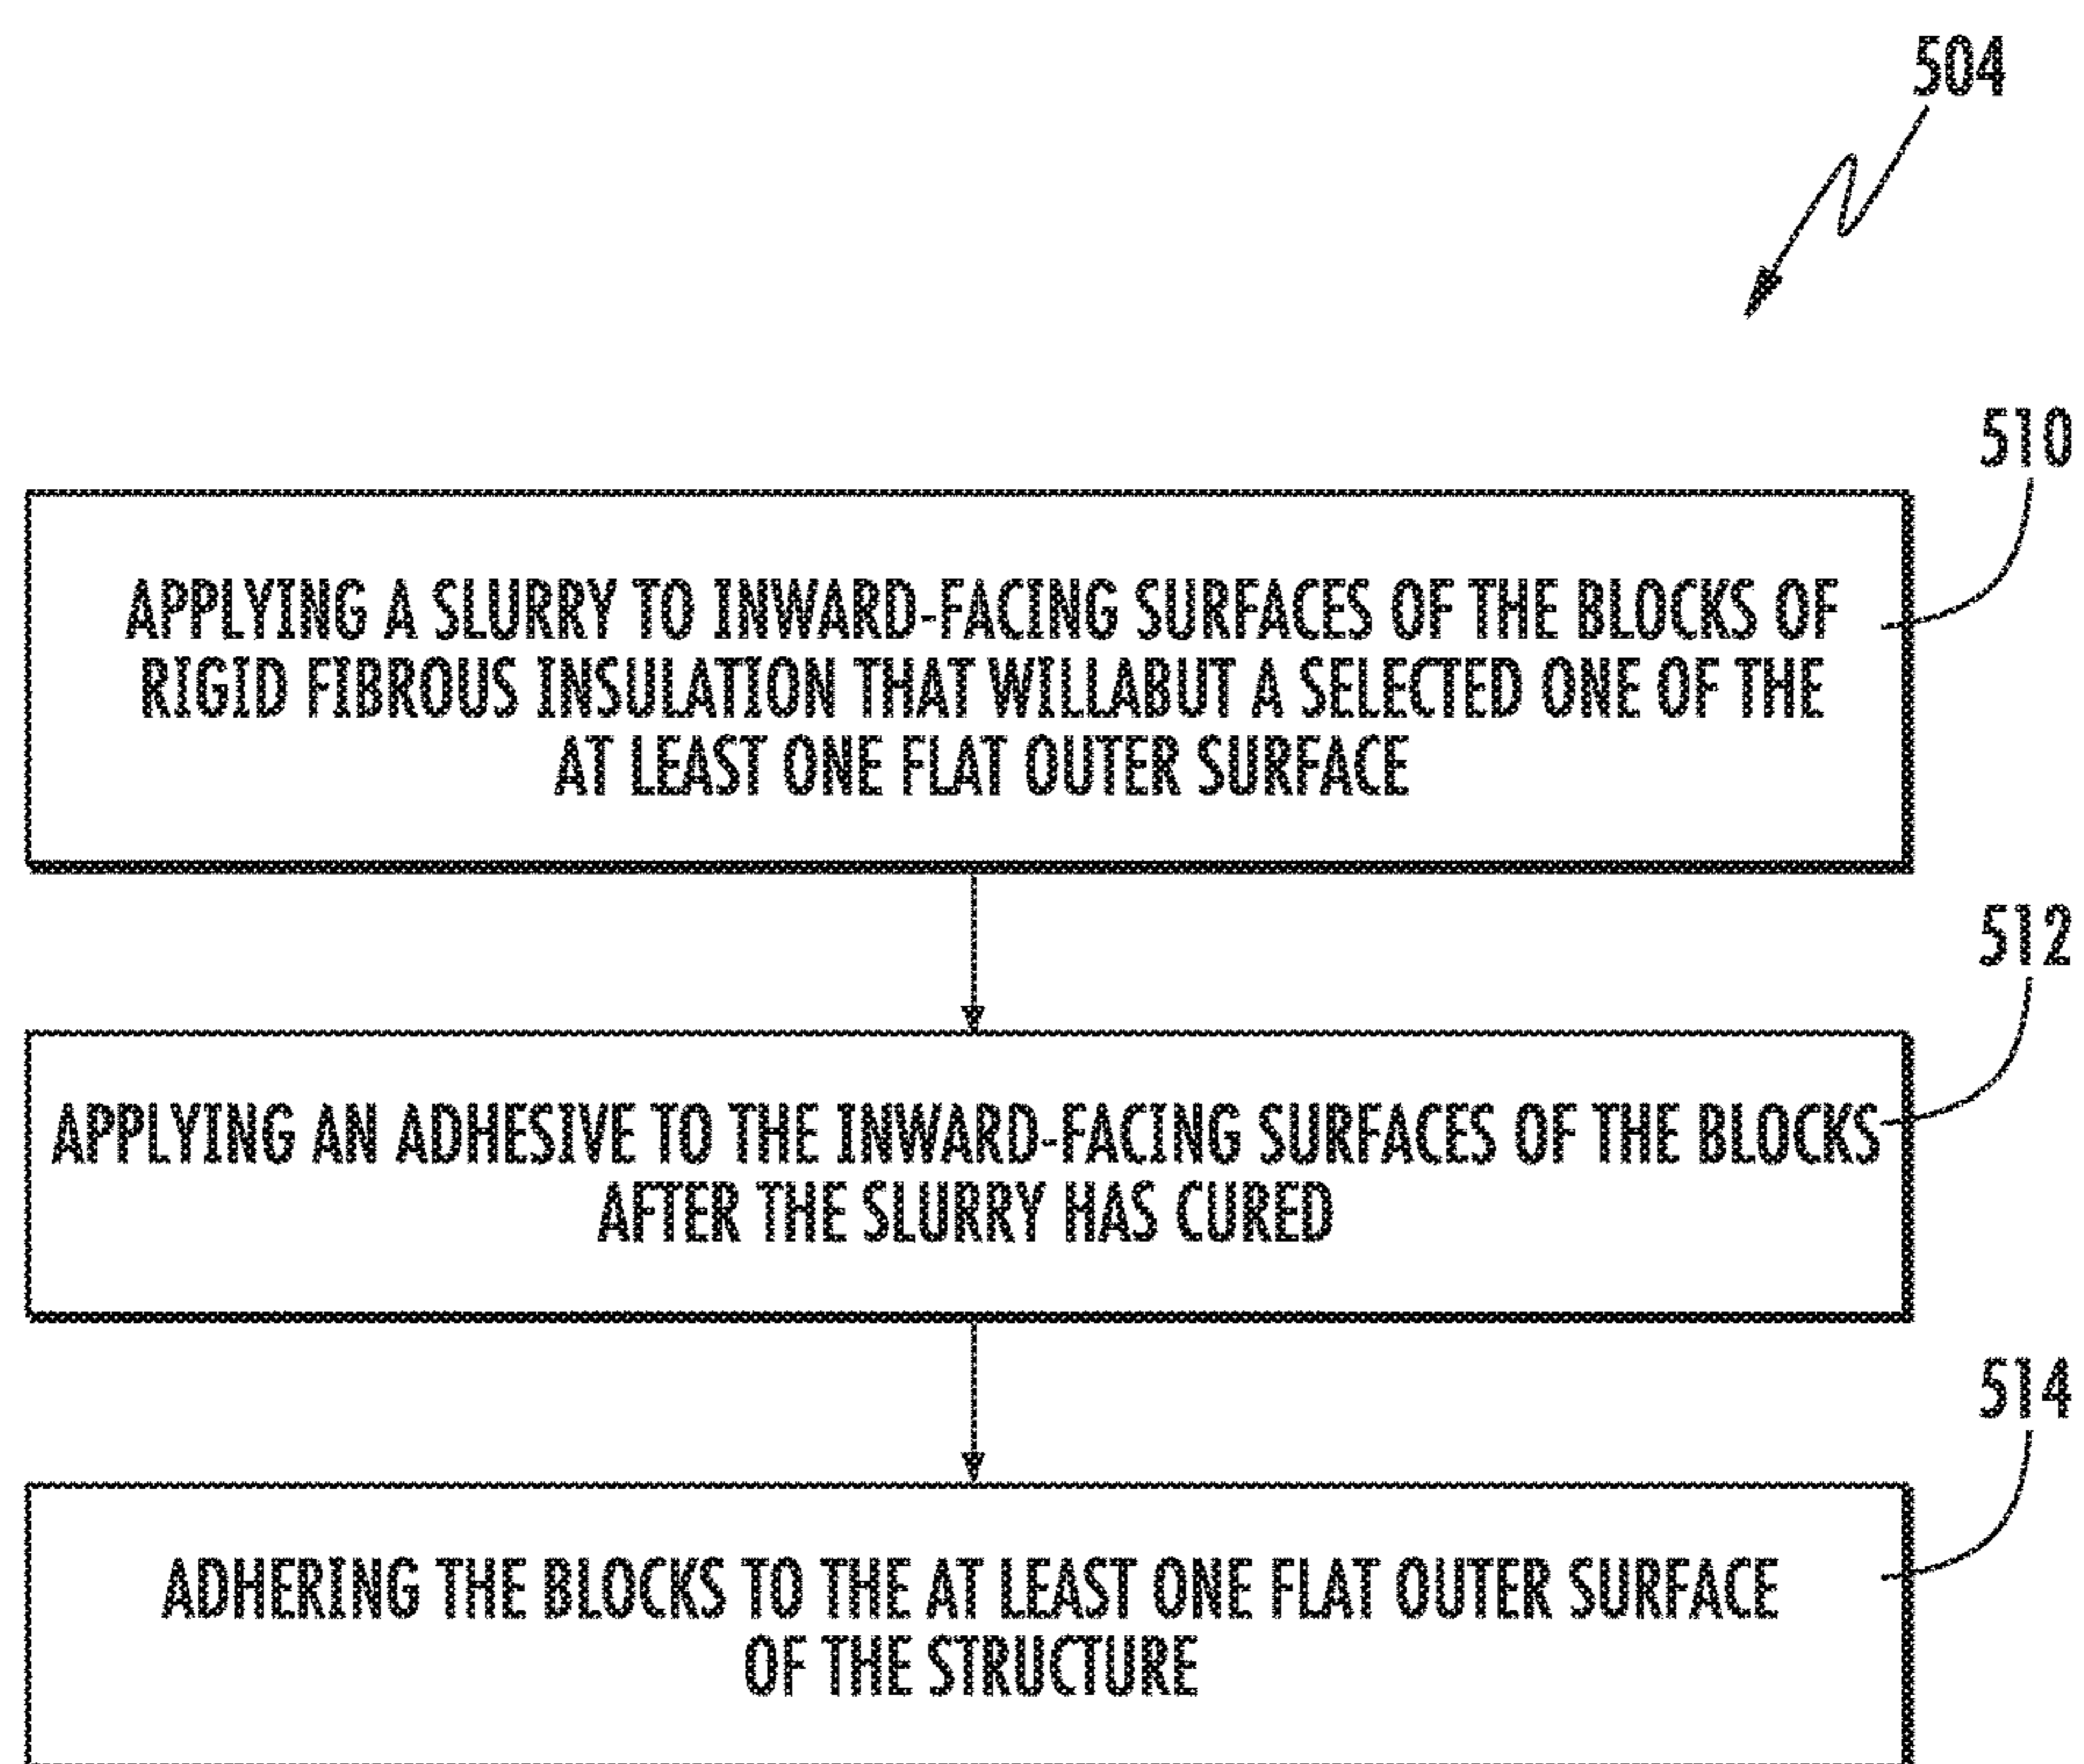 504
510
APPLYING A SLURRY TO INWARD-FACING SURFACES OF THE BLOCKS OF
RIGID FIBROUS INSULATION THAT WILLABUT A SELECTED ONE OF THE
AT LEAST ONE FLAT OUTER SURFACE
512
APPLYING AN ADHESIVE TO THE INWARD-FACING SURFACES OF THE BLOCKS
AFTER THE SLURRY HAS CURED
514
ADHERING THE BLOCKS TO THE AT LEAST ONE FLAT OUTER SURFACE
OF THE STRUCTURE